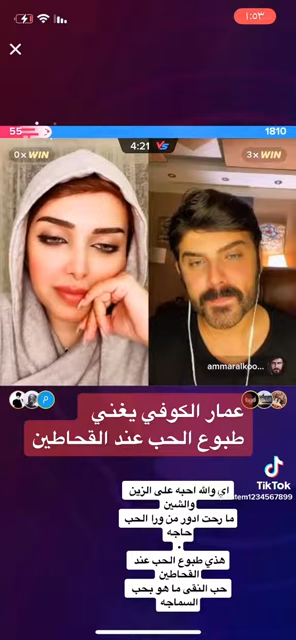 ١:٥٣
55
1810
0× WIN
4:21
VS
3× WIN
ammaralkoo...
P
عمار الكوفي يغني
طبوع الحب عند القحاطين
TikTok
اي والله احبه على الزين
والشين
ما رحت ادور من ورا الحب
حاجه
هذي طبوع الحب عند
القحاطين
حب النقى ما هو بحب
السماجه